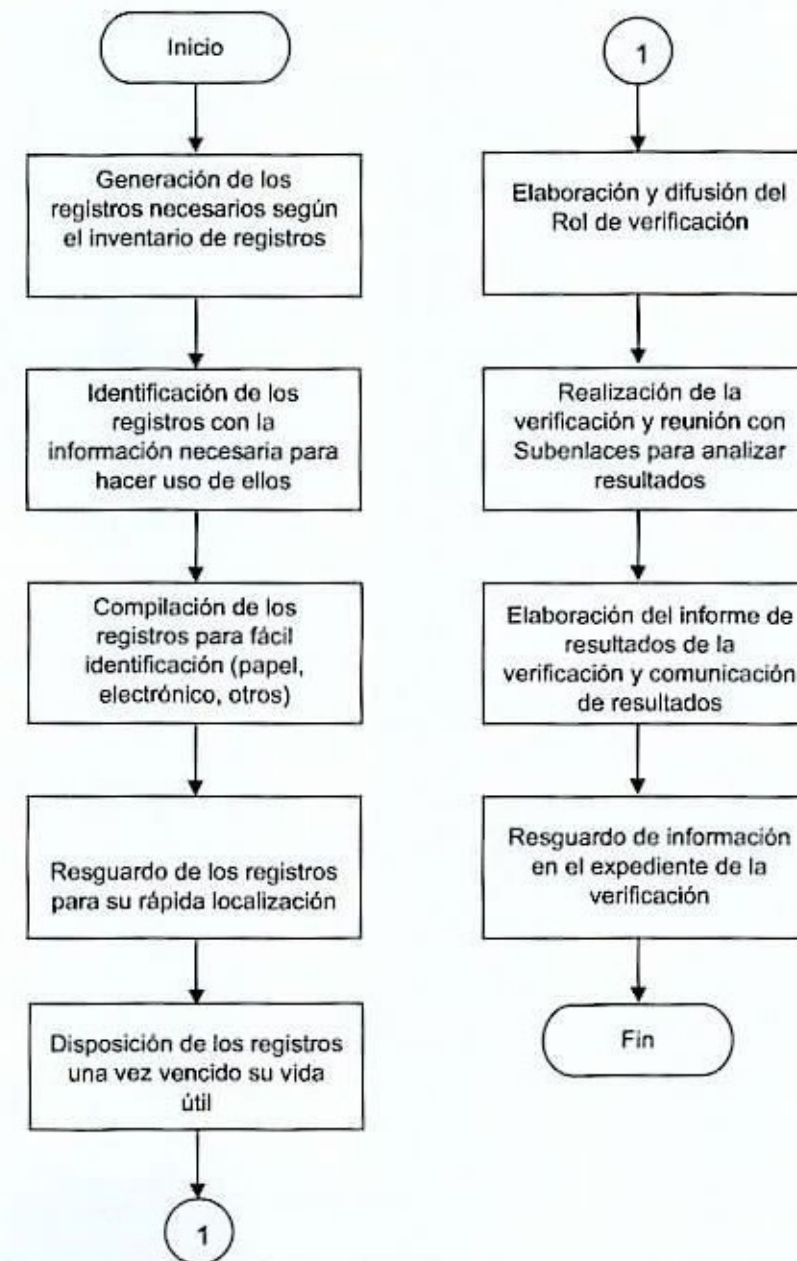 Inicio
Generación de los
registros necesarios según
el inventario de registros
Identificación de los
registros con la
información necesaria para
hacer uso de ellos
Compilación de los
registros para fácil
identificación (papel,
electrónico, otros)
Resguardo de los registros
para su rápida localización
Disposición de los registros
una vez vencido su vida
útil
1
1
Elaboración y difusión del
Rol de verificación
Realización de la
verificación y reunión con
Subenlaces para analizar
resultados
Elaboración del informe de
resultados de la
verificación y comunicación
de resultados
Resguardo de información
en el expediente de la
verificación
Fin